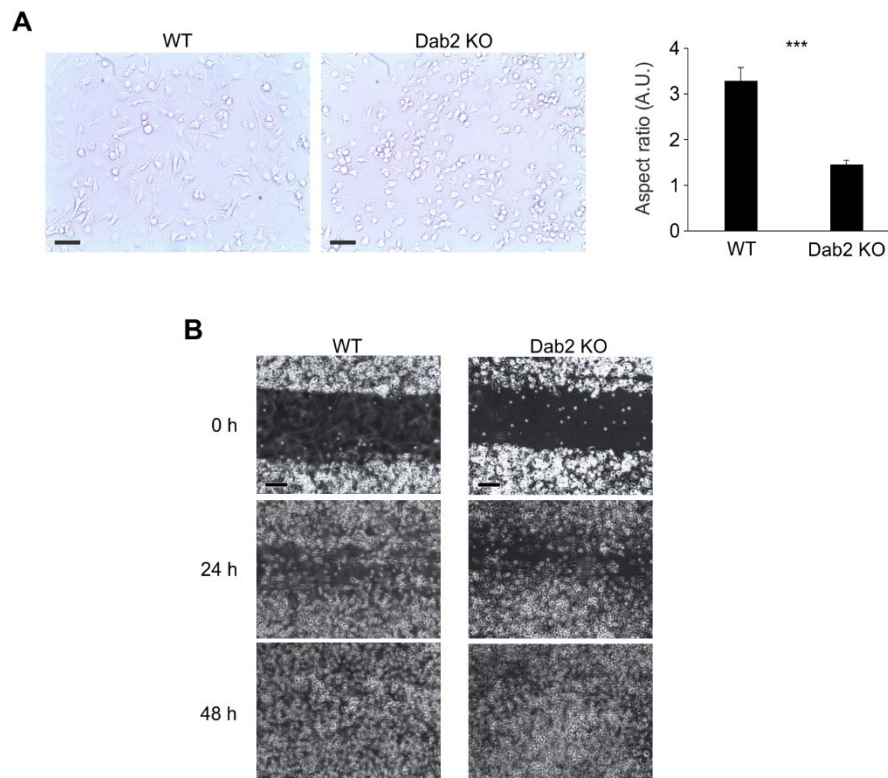 A
WT
Dab2 KO
Aspect ratio (A.U.)
4
3
2
1
0
***
WT
Dab2 KO
B
WT
Dab2 KO
0 h
24 h
48 h